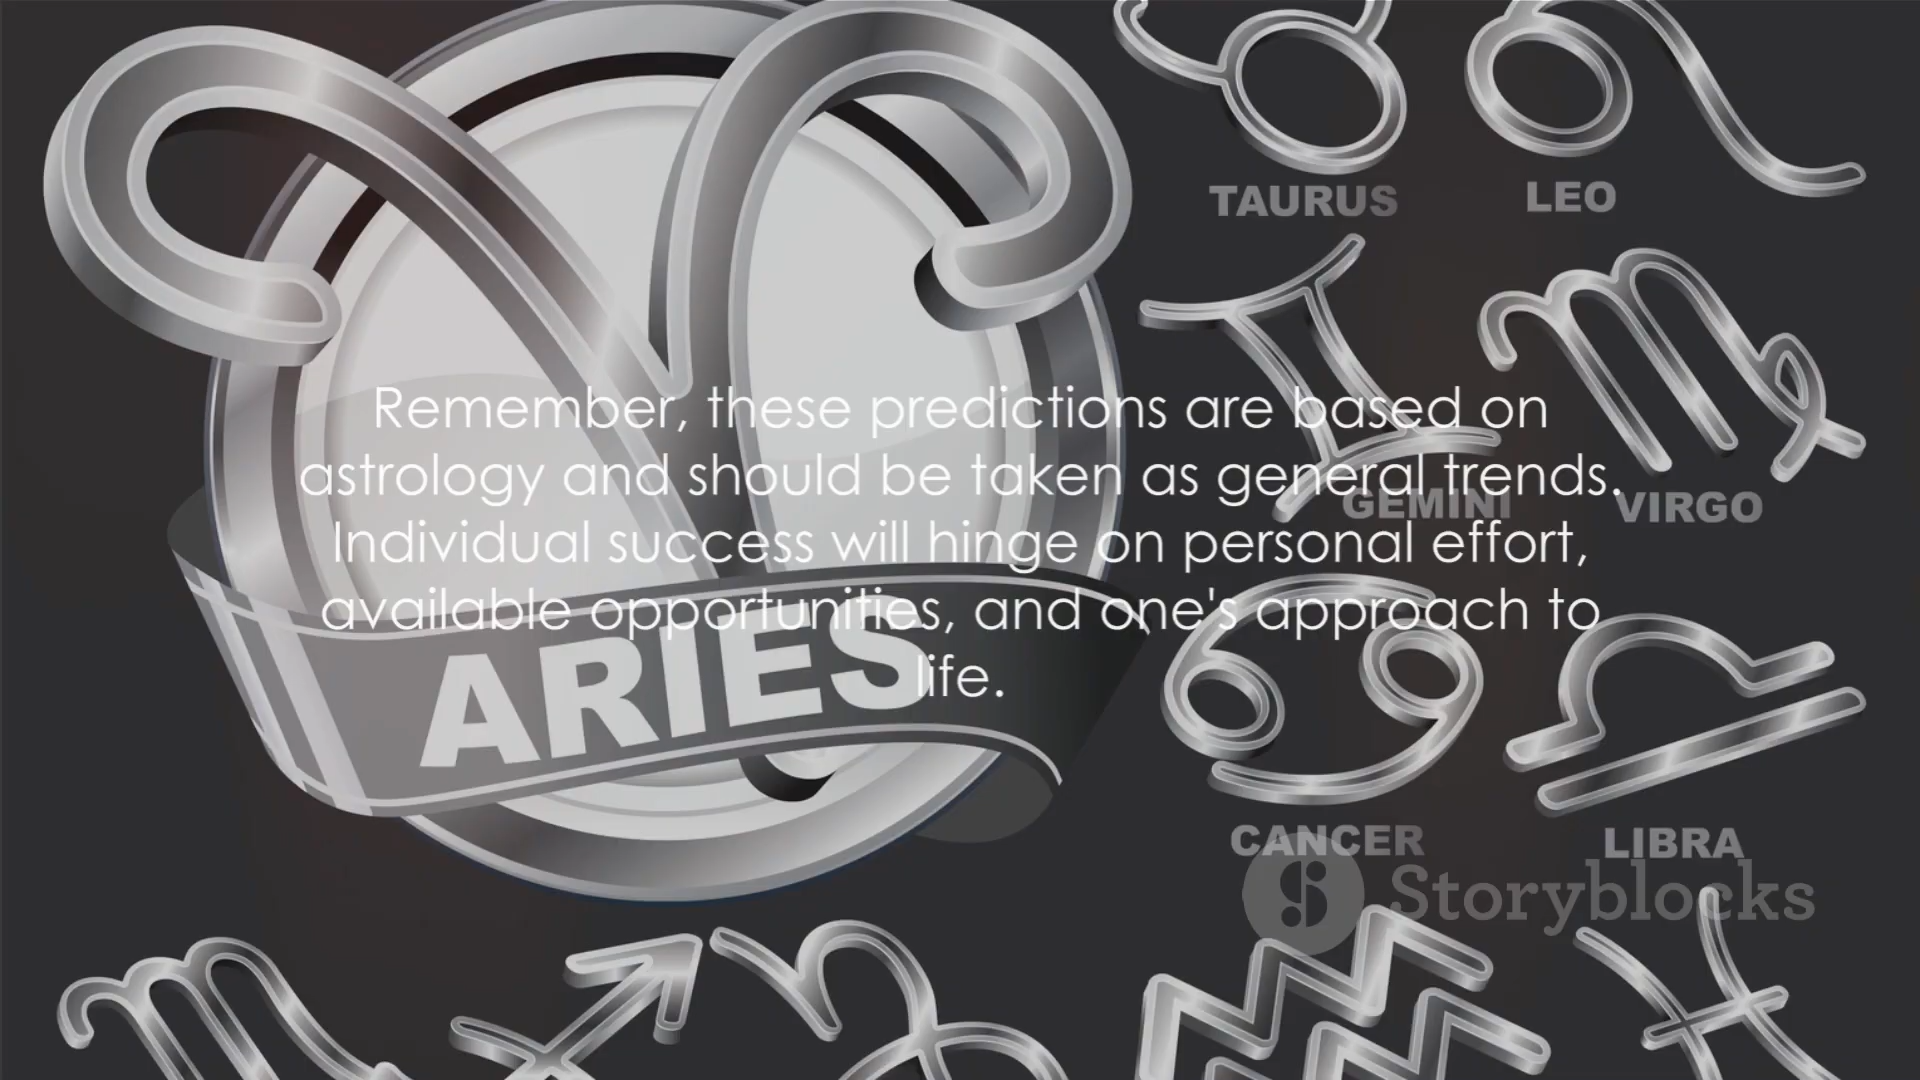 TAURUS
LEO
Remember, these predictions are based on
astrology and should be taken as general trends.
GEMINI
VIRGO
Individual success will hinge on personal effort,
available opportunities, and one's approach to
life.
ARIES
CANCER
LIBRA
Storyblocks